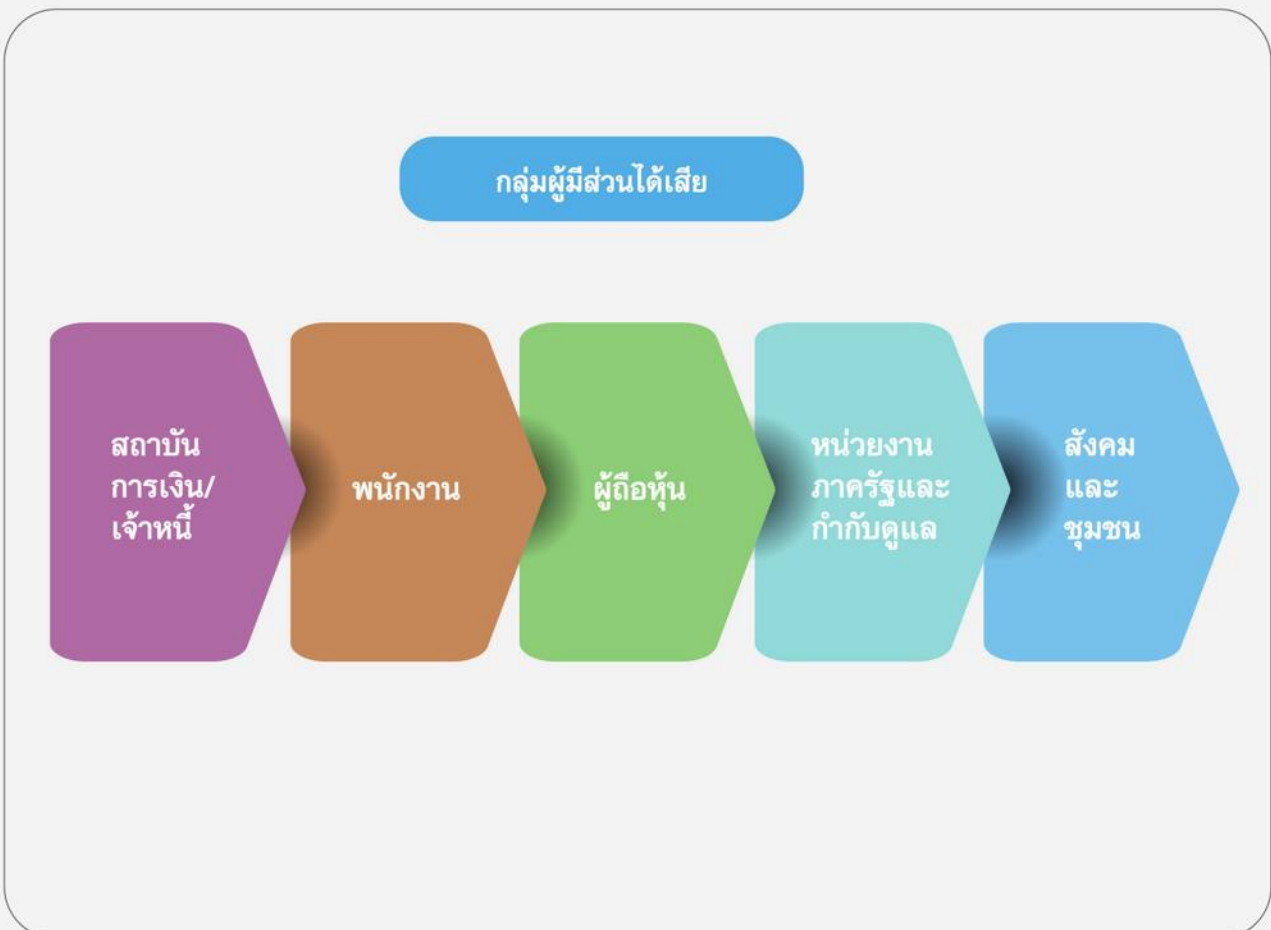 กลุ่มผู้มีส่วนได้เสีย
สถาบัน
การเงิน/
เจ้าหนี้
พนักงาน
ผู้ถือหุ้น
หน่วยงาน
ภาครัฐและ
กำกับดูแล
สังคม
และ
ชุมชน